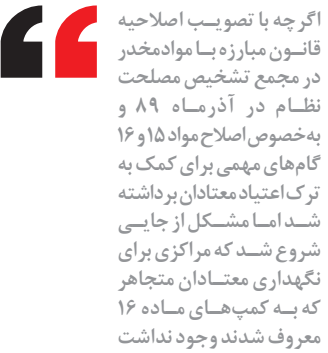 اگرچه با تصویب اصلاحیه
قانون مبارزه با موادمخدر
در مجمع تشخیص مصلحت
نظام در آذرماه ۸۹ و
به‌خصوص اصلاح مواد ۱۵ و ۱۶
گام‌های مهمی برای کمک به
ترک اعتیاد معتادان برداشته
شد اما مشکل از جایی
شروع شد که مراکزی برای
نگهداری معتادان متجاهر
که به کمپ‌های ماده ۱۶
معروف شدند وجود نداشت